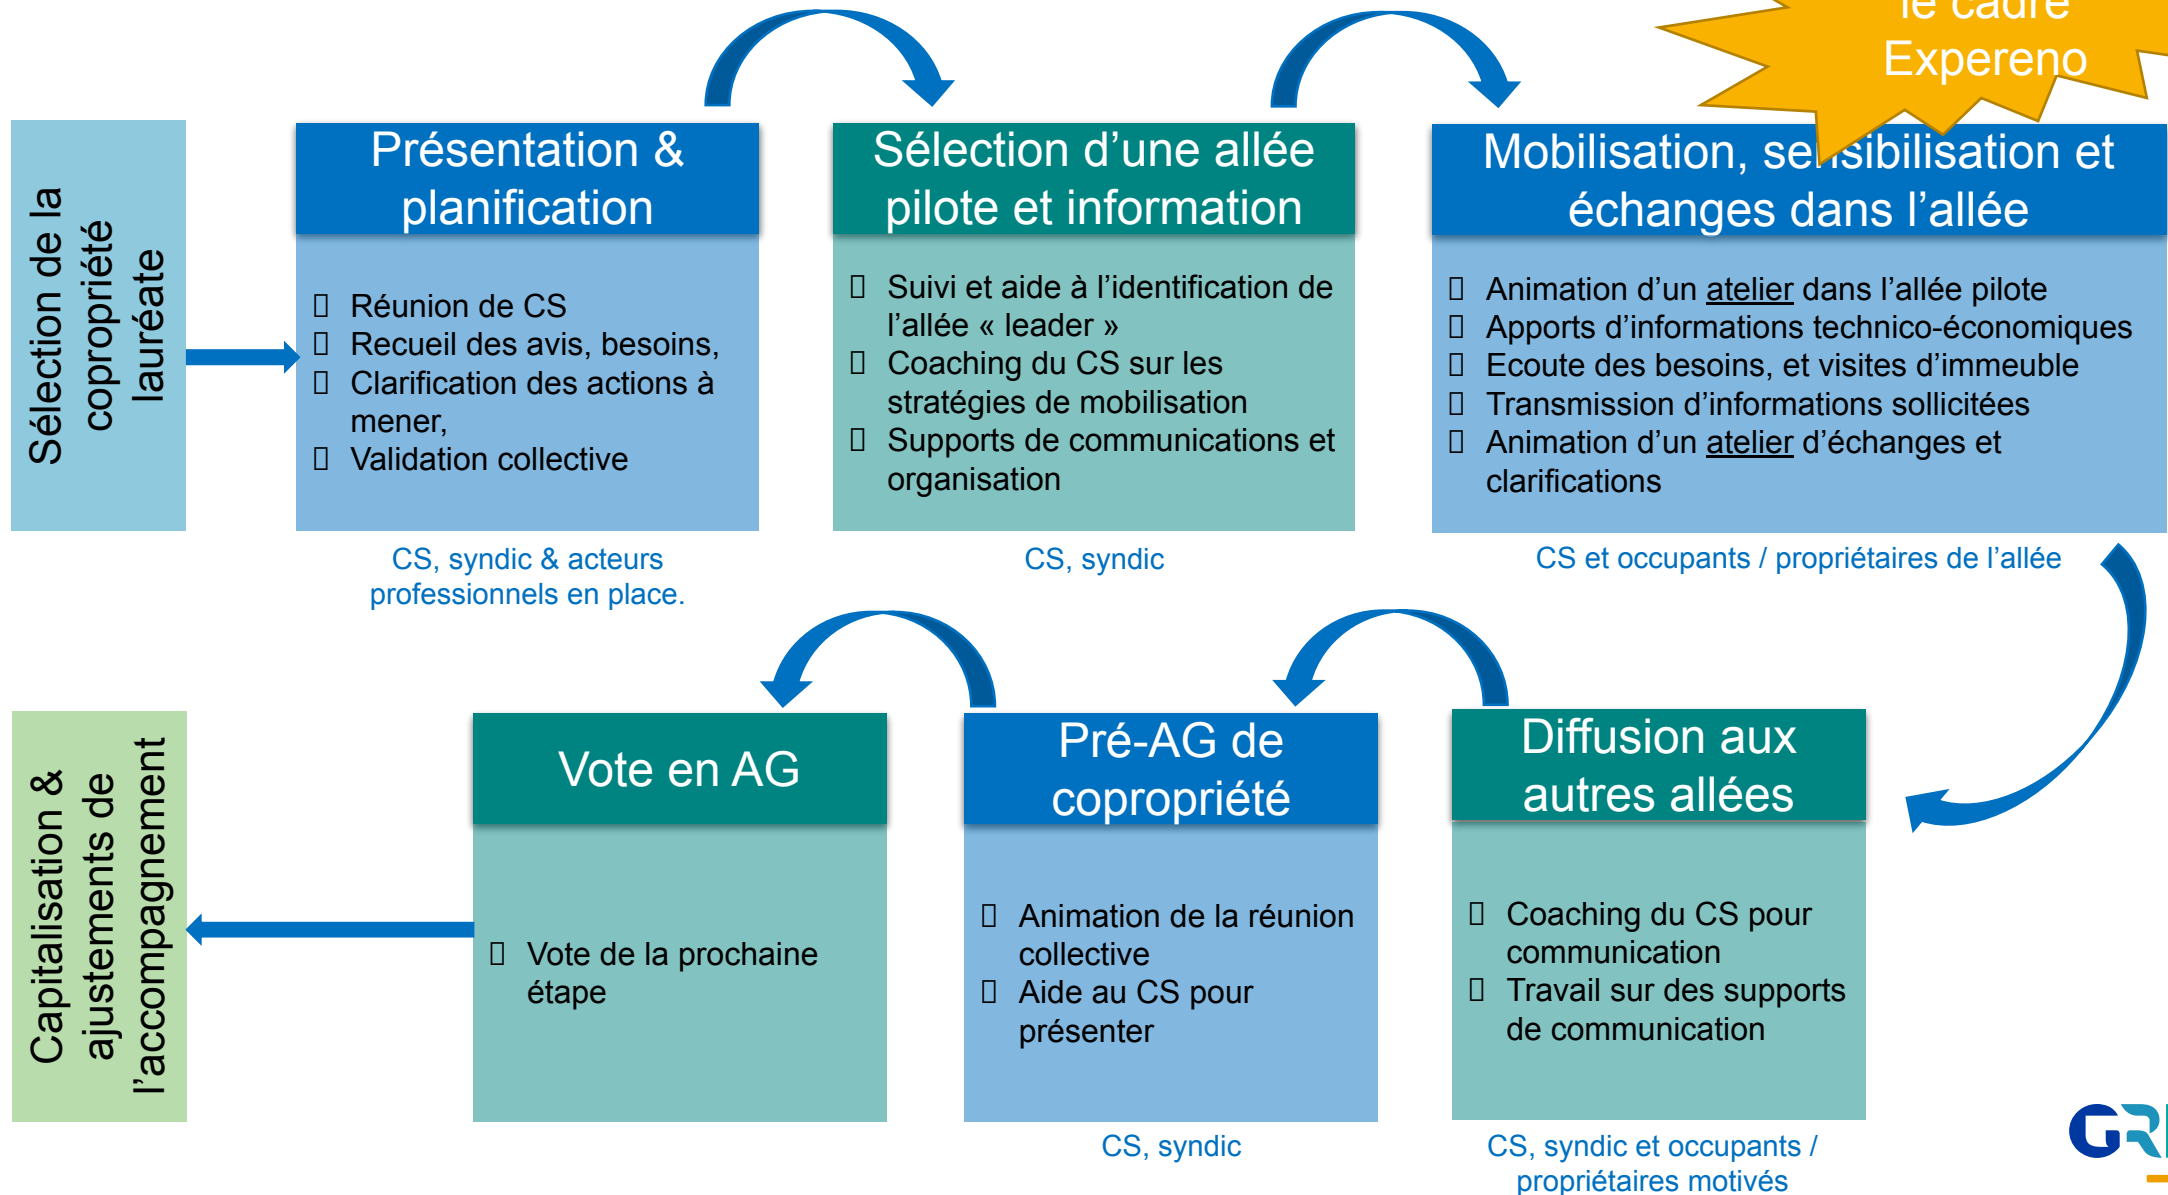 le cadre
Expereno
Sélection de la
copropriété
lauréate
Présentation &
planification
Réunion de CS
Recueil des avis, besoins,
Clarification des actions à
mener,
Validation collective
CS, syndic & acteurs
professionnels en place.
Sélection d’une allée
pilote et information
Suivi et aide à l’identification de
l’allée « leader »
Coaching du CS sur les
stratégies de mobilisation
Supports de communications et
organisation
CS, syndic
Mobilisation, sensibilisation et
échanges dans l’allée
Animation d’un atelier dans l’allée pilote
Apports d’informations technico-économiques
Ecoute des besoins, et visites d’immeuble
Transmission d’informations sollicitées
Animation d’un atelier d’échanges et
clarifications
CS et occupants / propriétaires de l’allée
Diffusion aux
autres allées
Coaching du CS pour
communication
Travail sur des supports
de communication
CS, syndic et occupants /
propriétaires motivés
Pré-AG de
copropriété
Animation de la réunion
collective
Aide au CS pour
présenter
CS, syndic
Vote en AG
Vote de la prochaine
étape
Capitalisation &
ajustements de
l’accompagnement